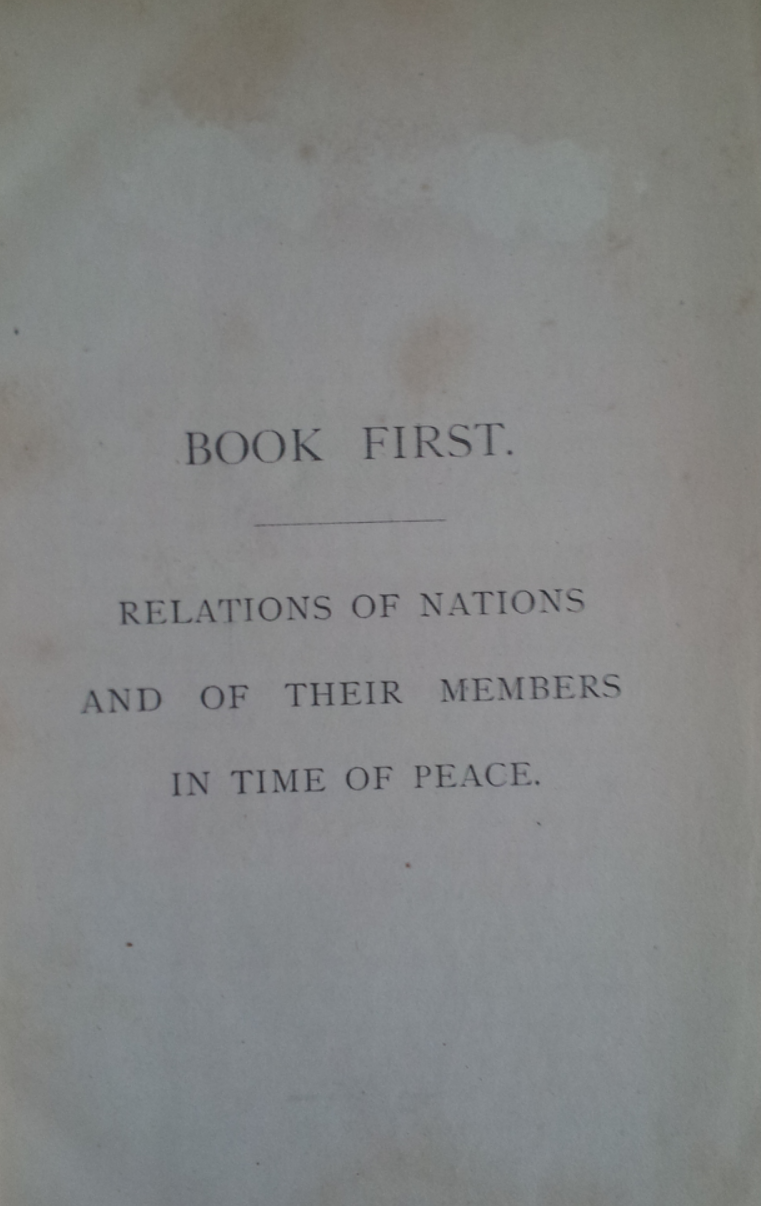 BOOK FIRST.
RELATIONS OF NATIONS
AND OF THEIR MEMBERS
IN TIME OF PEACE.